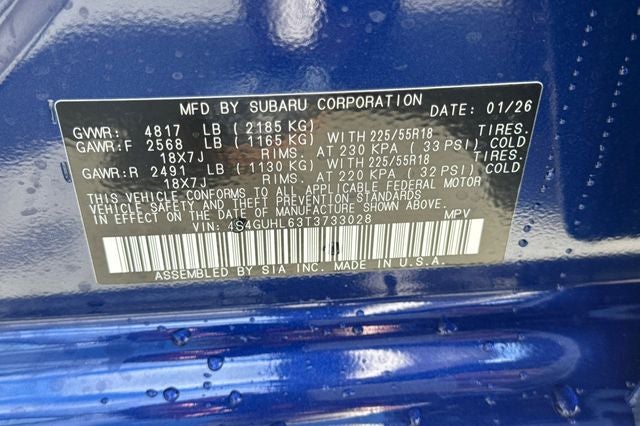 MFD BY SUBARU CORPORATION DATE: 01/26
GVWR: 4817 LB (2185 KG)
GAWR:F 2568 LB (1165 KG) WITH 225/55R18 TIRES.
18X7J RIMS. AT 230 KPA (33 PSI) COLD
GAWR:R 2491 LB (1130 KG) WITH 225/55R18 TIRES.
18X7J RIMS. AT 220 KPA (32 PSI) COLD
THIS VEHICLE CONFORMS TO ALL APPLICABLE FEDERAL MOTOR
VEHICLE SAFETY AND THEFT PREVENTION STANDARDS
IN EFFECT ON THE DATE OF MANUFACTURE SHOWN ABOVE.
VIN: 4S4GUHL63T3733028 MPV
ASSEMBLED BY SIA INC. MADE IN U.S.A.